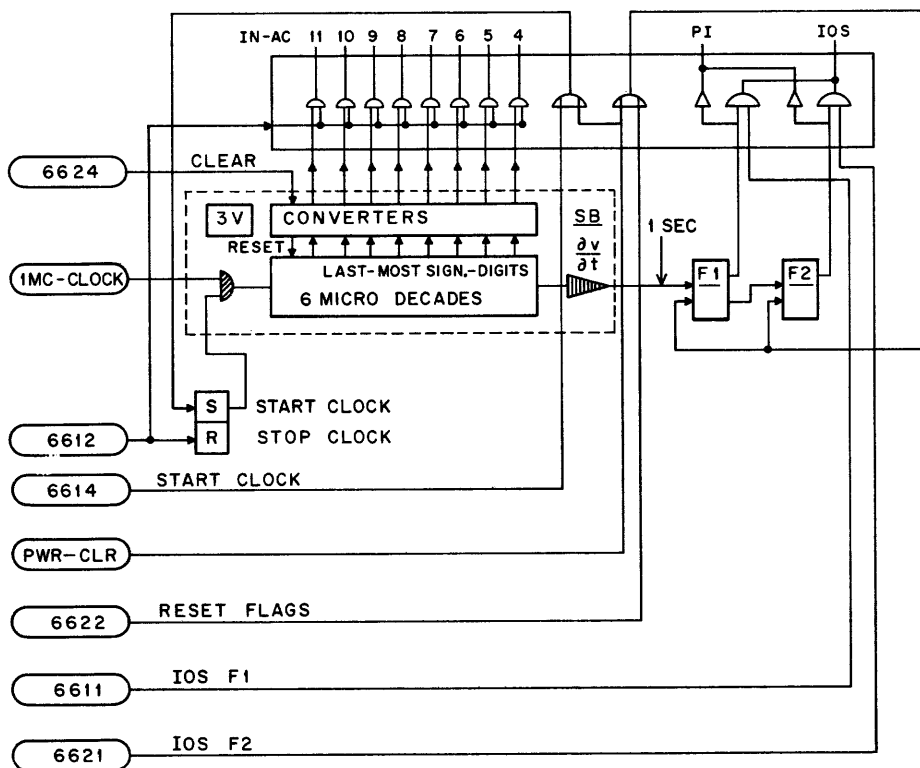 IN-AC 11 10 9 8 7 6 5 4
PI
IOS
6624
CLEAR
3V
CONVERTERS
RESET
SB
∂v
∂t
1 SEC
1MC-CLOCK
LAST-MOST SIGN.-DIGITS
6 MICRO DECADES
F1
F2
S START CLOCK
R STOP CLOCK
6612
6614
START CLOCK
PWR-CLR
6622
RESET FLAGS
6611
IOS F1
6621
IOS F2